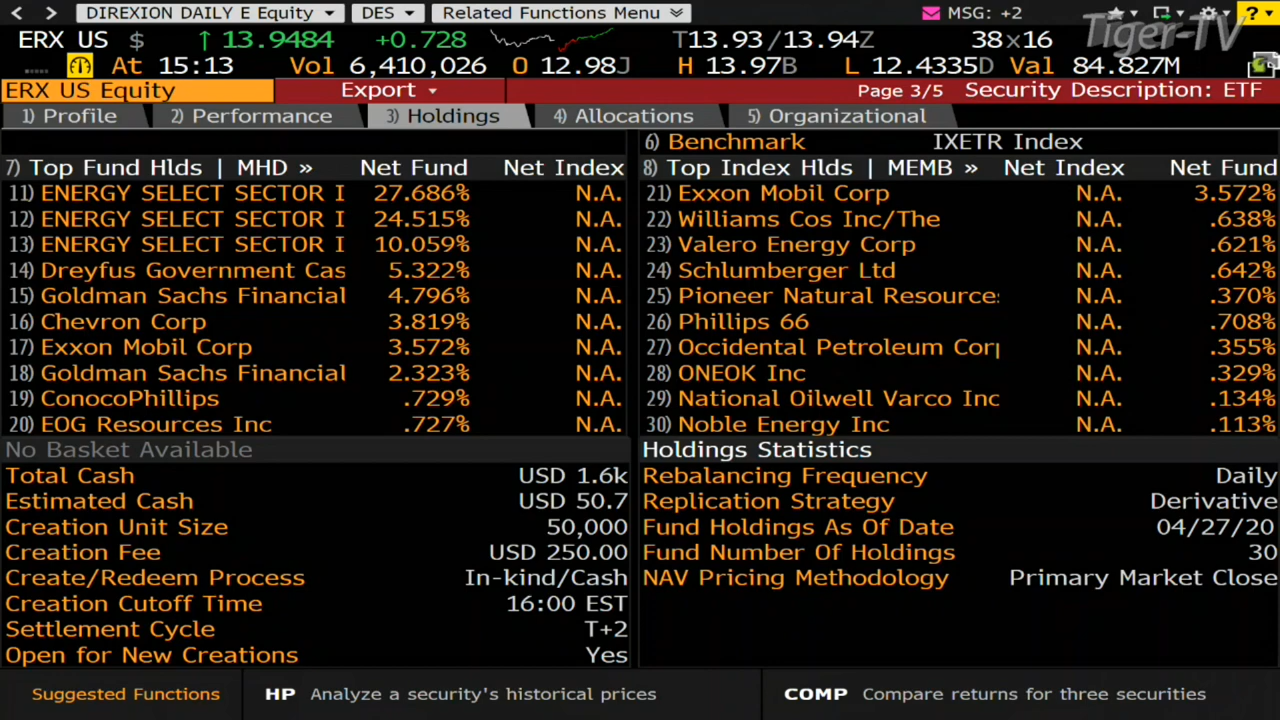 DIREXION DAILY E Equity DES Related Functions Menu MSG: +2 ?
Tiger-TV
ERX US $ ↑ 13.9484 +0.728 T13.93/13.94Z 38x16
At 15:13 Vol 6,410,026 O 12.98J H 13.97B L 12.4335D Val 84.827M
ERX US Equity Export Page 3/5 Security Description: ETF
1) Profile 2) Performance 3) Holdings 4) Allocations 5) Organizational
6) Benchmark IXETR Index
7) Top Fund Hlds | MHD » Net Fund Net Index 8) Top Index Hlds | MEMB » Net Index Net Fund
11) ENERGY SELECT SECTOR I 27.686% N.A. 21) Exxon Mobil Corp N.A. 3.572%
12) ENERGY SELECT SECTOR I 24.515% N.A. 22) Williams Cos Inc/The N.A. .638%
13) ENERGY SELECT SECTOR I 10.059% N.A. 23) Valero Energy Corp N.A. .621%
14) Dreyfus Government Cas 5.322% N.A. 24) Schlumberger Ltd N.A. .642%
15) Goldman Sachs Financial 4.796% N.A. 25) Pioneer Natural Resource N.A. .370%
16) Chevron Corp 3.819% N.A. 26) Phillips 66 N.A. .708%
17) Exxon Mobil Corp 3.572% N.A. 27) Occidental Petroleum Corp N.A. .355%
18) Goldman Sachs Financial 2.323% N.A. 28) ONEOK Inc N.A. .329%
19) ConocoPhillips .729% N.A. 29) National Oilwell Varco Inc N.A. .134%
20) EOG Resources Inc .727% N.A. 30) Noble Energy Inc N.A. .113%
No Basket Available Holdings Statistics
Total Cash USD 1.6k Rebalancing Frequency Daily
Estimated Cash USD 50.7 Replication Strategy Derivative
Creation Unit Size 50,000 Fund Holdings As Of Date 04/27/20
Creation Fee USD 250.00 Fund Number Of Holdings 30
Create/Redeem Process In-kind/Cash NAV Pricing Methodology Primary Market Close
Creation Cutoff Time 16:00 EST
Settlement Cycle T+2
Open for New Creations Yes
Suggested Functions HP Analyze a security's historical prices COMP Compare returns for three securities